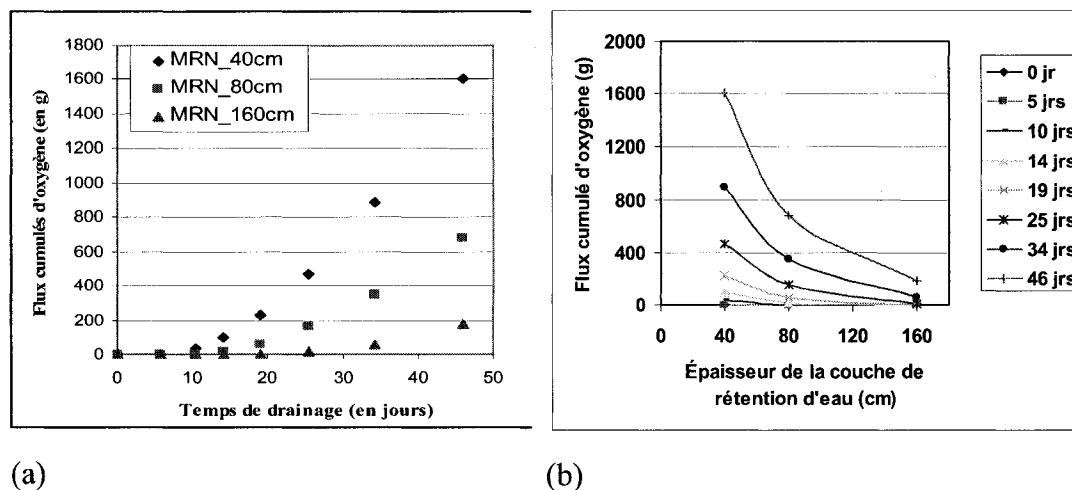 Flux cumulés d'oxygène (en g)
1800
1600
1400
1200
1000
800
600
400
200
0
MRN_40cm
MRN_80cm
MRN_160cm
0 10 20 30 40 50
Temps de drainage (en jours)
(a)
Flux cumulé d'oxygène (g)
2000
1600
1200
800
400
0
0 40 80 120 160
Épaisseur de la couche de
rétention d'eau (cm)
0 jr
5 jrs
10 jrs
14 jrs
19 jrs
25 jrs
34 jrs
46 jrs
(b)